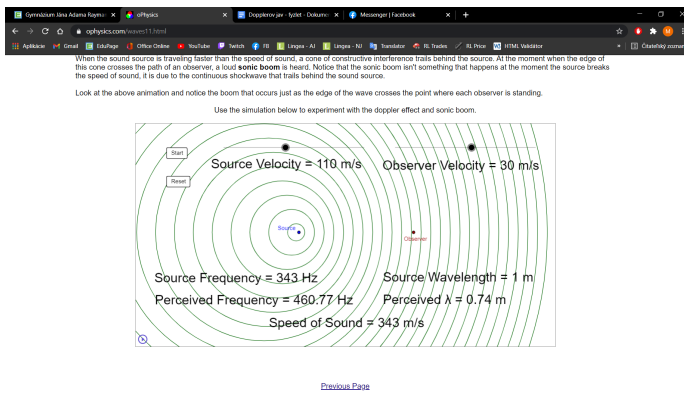 Gymnázium Jána Adama Rayma
oPhysics
Dopplerov jav - fyzlet - Dokume
Messenger | Facebook
ophysics.com/waves11.html
Aplikácie
Gmail
EduPage
Office Online
YouTube
Twitch
FB
Lingea - AJ
Lingea - NJ
Translator
RL Trades
RL Price
HTML Validátor
Čitateľský zoznam
When the sound source is traveling faster than the speed of sound, a cone of constructive interference trails behind the source. At the moment when the edge of
this cone crosses the path of an observer, a loud sonic boom is heard. Notice that the sonic boom isn't something that happens at the moment the source breaks
the speed of sound, it is due to the continuous shockwave that trails behind the sound source.
Look at the above animation and notice the boom that occurs just as the edge of the wave crosses the point where each observer is standing.
Use the simulation below to experiment with the doppler effect and sonic boom.
Start
Source Velocity = 110 m/s
Observer Velocity = 30 m/s
Reset
Source
Observer
Source Frequency = 343 Hz
Source Wavelength = 1 m
Perceived Frequency = 460.77 Hz
Perceived λ = 0.74 m
Speed of Sound = 343 m/s
Previous Page